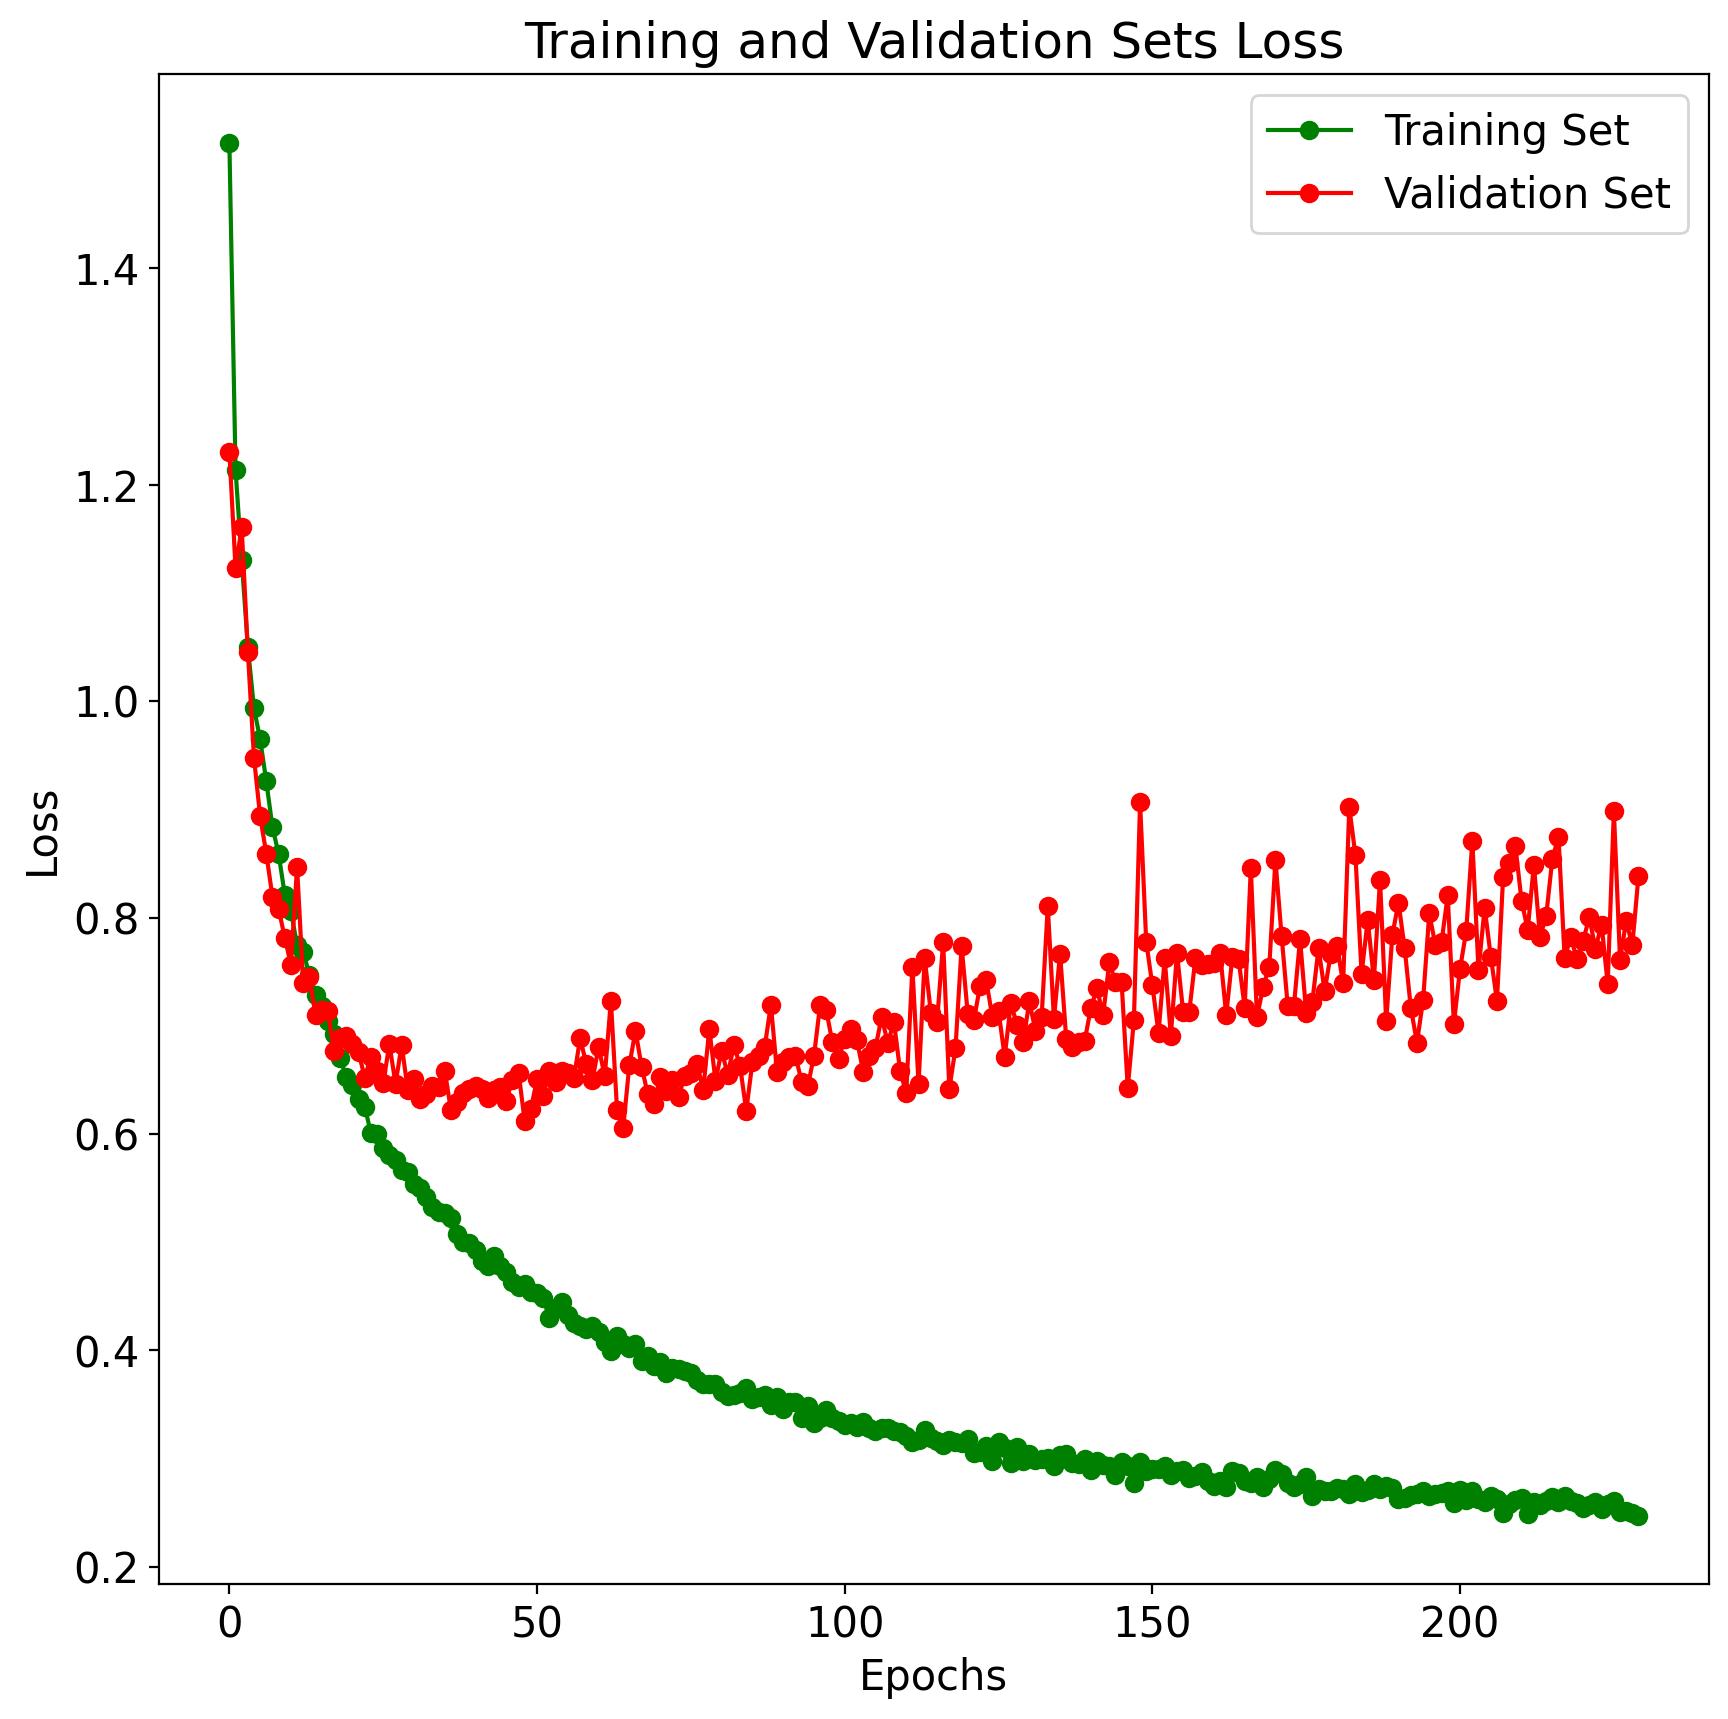 Training and Validation Sets Loss
Training Set
Validation Set
1.4
1.2
1.0
0.8
0.6
0.4
0.2
Loss
0 50 100 150 200
Epochs